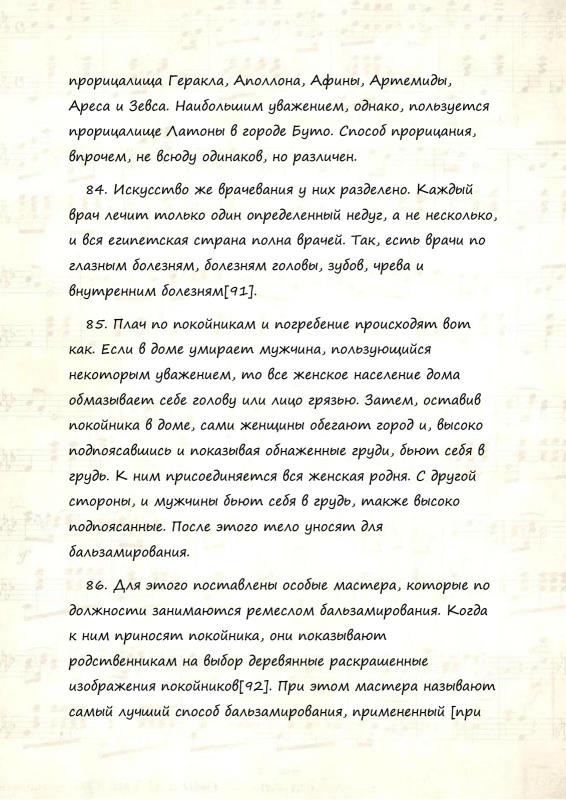 прорицалища Геракла, Аполлона, Афины, Артемиды,
Ареса и Зевса. Наибольшим уважением, однако, пользуется
прорицалище Латоны в городе Буто. Способ прорицания,
впрочем, не всюду одинаков, но различен.
84. Искусство же врачевания у них разделено. Каждый
врач лечит только один определенный недуг, а не несколько,
и вся египетская страна полна врачей. Так, есть врачи по
глазным болезням, болезням головы, зубов, чрева и
внутренним болезням[91].
85. Плач по покойникам и погребение происходят вот
как. Если в доме умирает мужчина, пользующийся
некоторым уважением, то все женское население дома
обмазывает себе голову или лицо грязью. Затем, оставив
покойника в доме, сами женщины обегают город и, высоко
подпоясавшись и показывая обнаженные груди, бьют себя в
грудь. К ним присоединяется вся женская родня. С другой
стороны, и мужчины бьют себя в грудь, также высоко
подпоясанные. После этого тело уносят для
бальзамирования.
86. Для этого поставлены особые мастера, которые по
должности занимаются ремеслом бальзамирования. Когда
к ним приносят покойника, они показывают
родственникам на выбор деревянные раскрашенные
изображения покойников[92]. При этом мастера называют
самый лучший способ бальзамирования, примененный [при